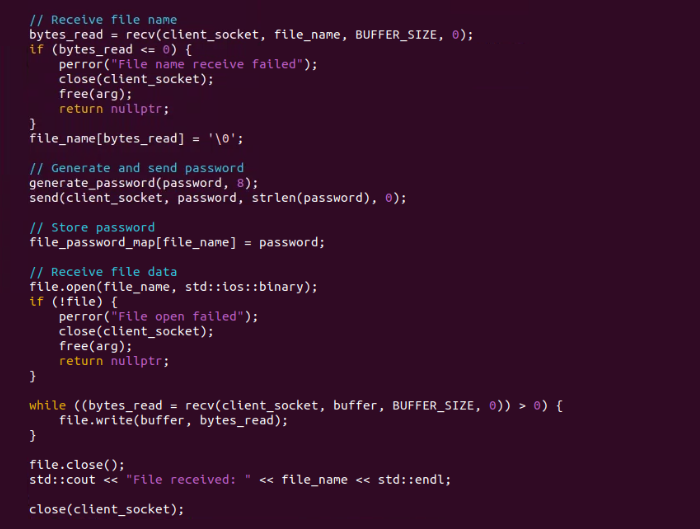 // Receive file name
bytes_read = recv(client_socket, file_name, BUFFER_SIZE, 0);
if (bytes_read <= 0) {
    perror("File name receive failed");
    close(client_socket);
    free(arg);
    return nullptr;
}
file_name[bytes_read] = '\0';

// Generate and send password
generate_password(password, 8);
send(client_socket, password, strlen(password), 0);

// Store password
file_password_map[file_name] = password;

// Receive file data
file.open(file_name, std::ios::binary);
if (!file) {
    perror("File open failed");
    close(client_socket);
    free(arg);
    return nullptr;
}

while ((bytes_read = recv(client_socket, buffer, BUFFER_SIZE, 0)) > 0) {
    file.write(buffer, bytes_read);
}

file.close();
std::cout << "File received: " << file_name << std::endl;

close(client_socket);